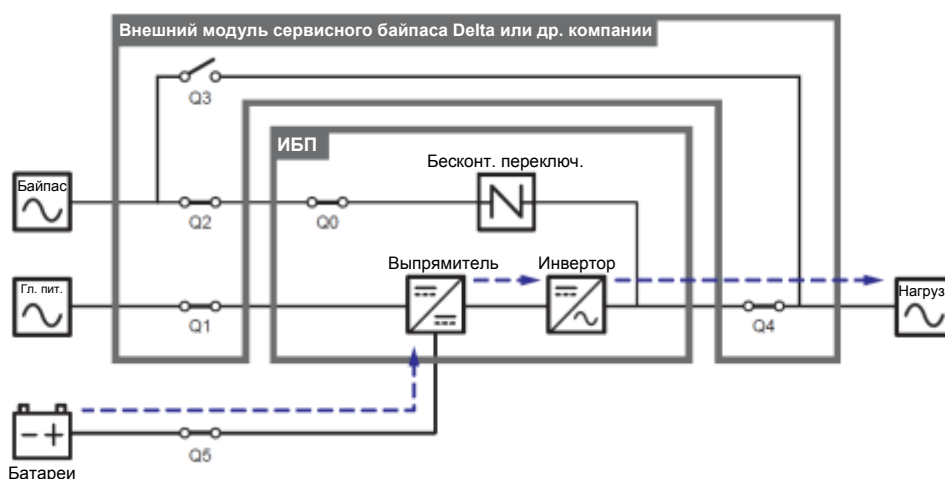 Внешний модуль сервисного байпаса Delta или др. компании
Q3
ИБП
Бесконт. переключ.
Байпас
Q2
Q0
Выпрямитель
Инвертор
Гл. пит.
Q1
Q4
Нагруз
Батареи
Q5